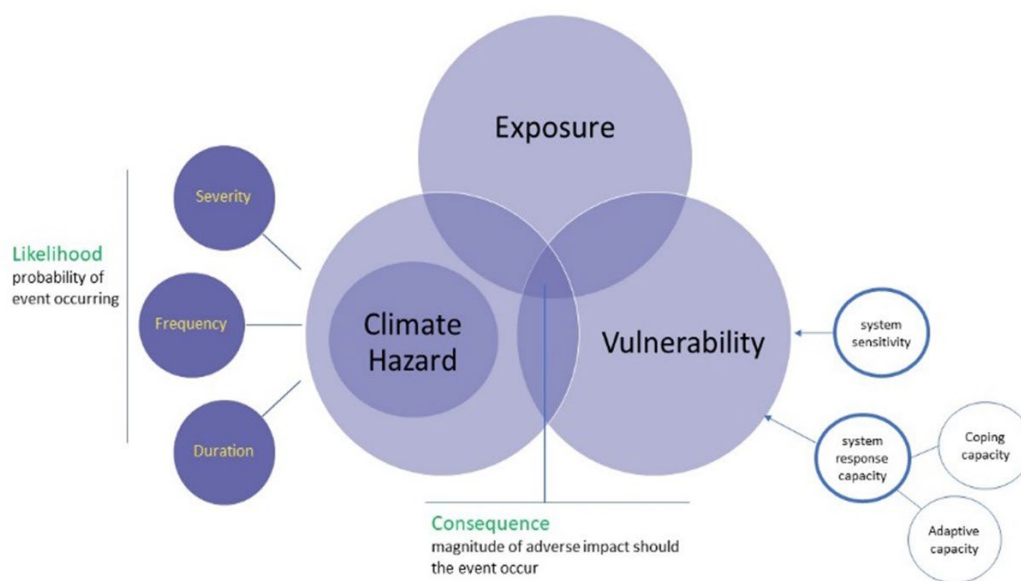 Exposure
Severity
Likelihood
probability of
event occurring
Frequency
Climate
Hazard
Vulnerability
system
sensitivity
Duration
system
response
capacity
Coping
capacity
Adaptive
capacity
Consequence
magnitude of adverse impact should
the event occur